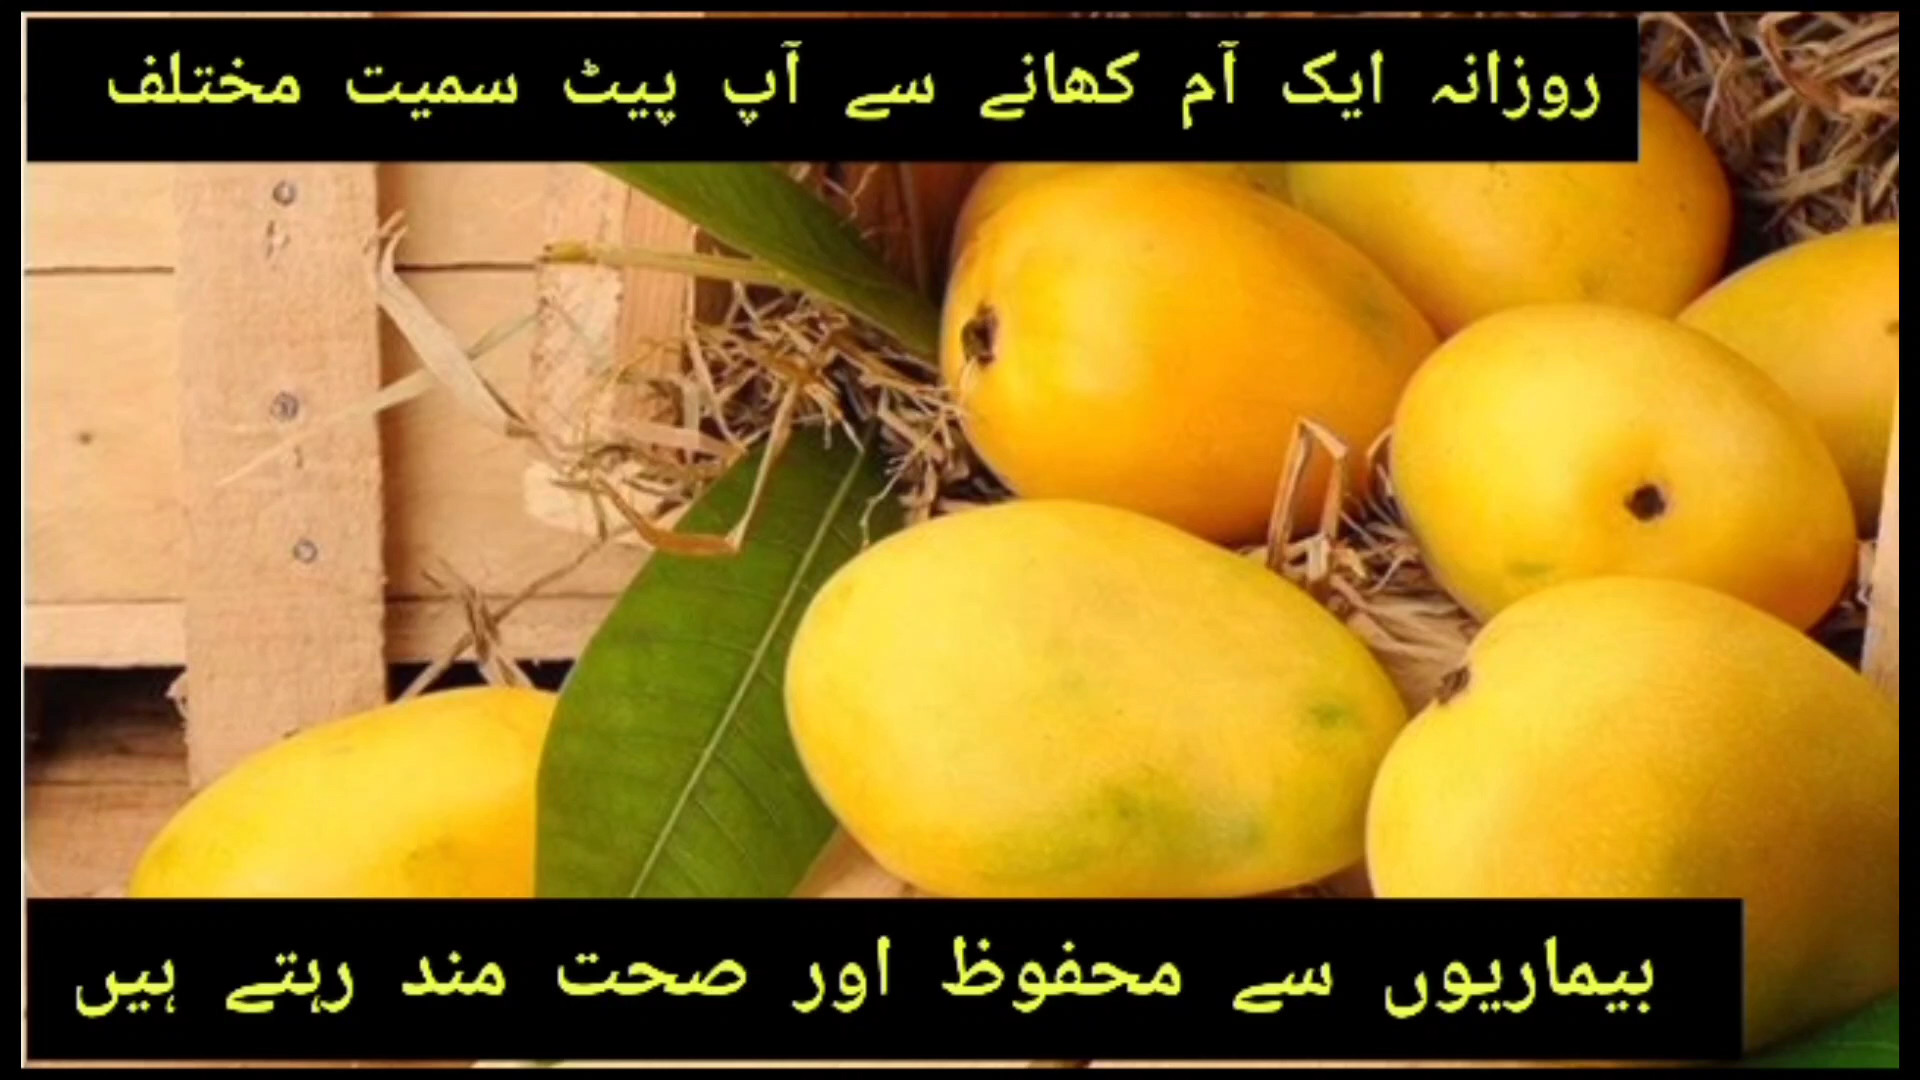 روزانہ ایک آم کھانے سے آپ پیٹ سمیت مختلف
بیماریوں سے محفوظ اور صحت مند رہتے ہیں